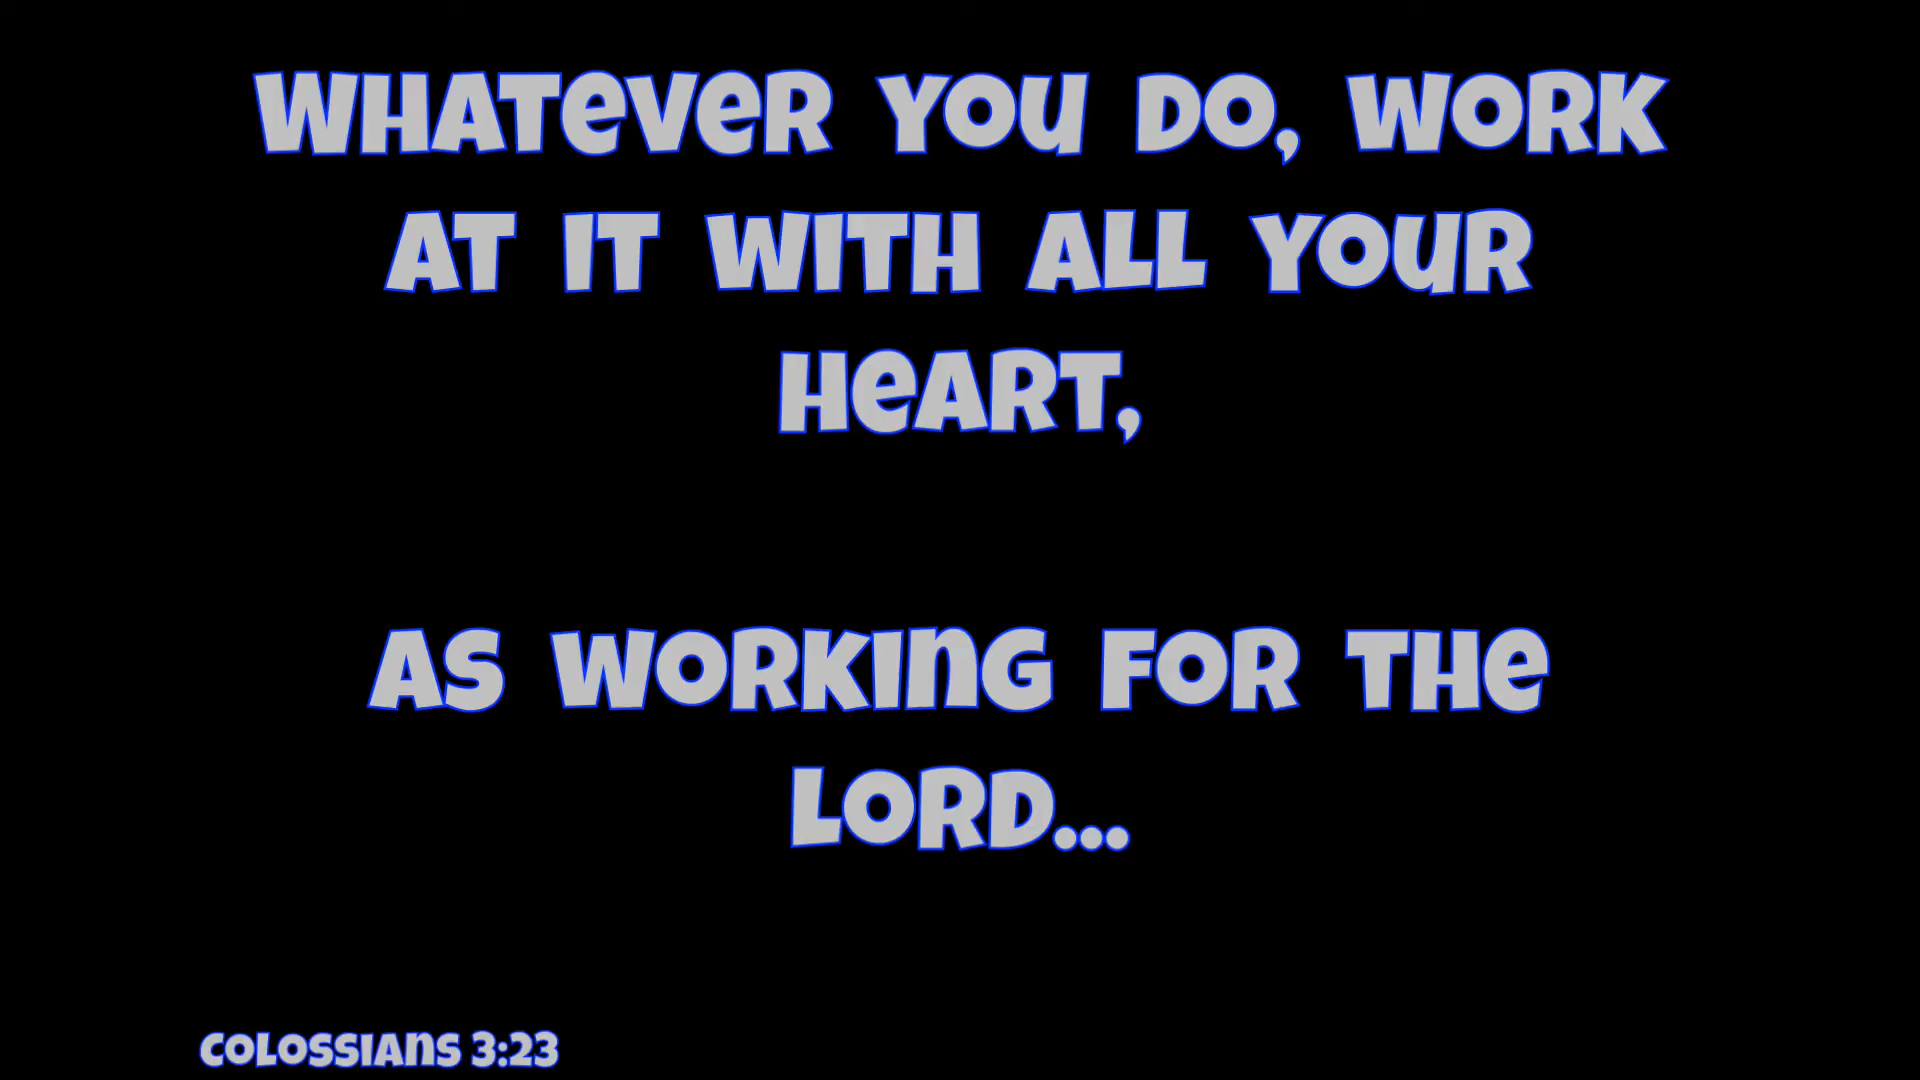 WHATEVER YOU DO, WORK
AT IT WITH ALL YOUR
HEART,
AS WORKING FOR THE
LORD...
COLOSSIANS 3:23